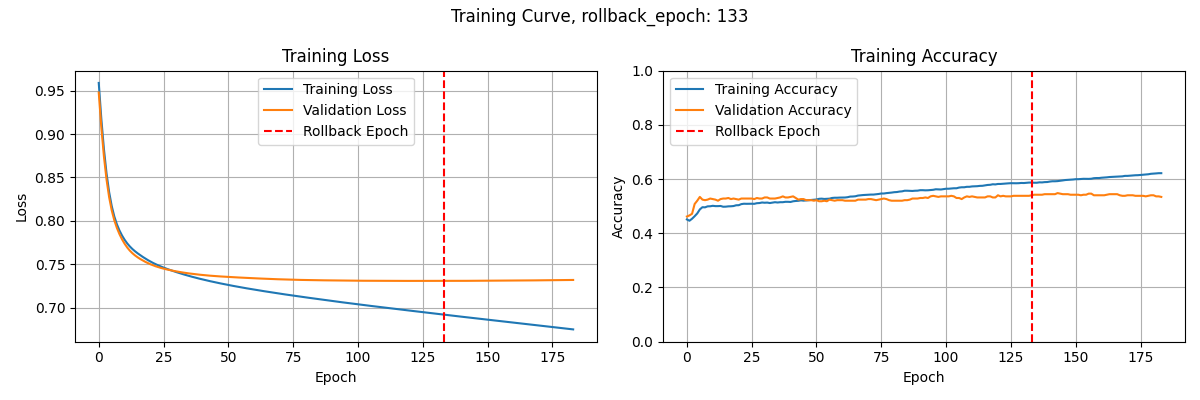 Training Curve, rollback_epoch: 133
Training Loss
Training Loss
Validation Loss
Rollback Epoch
0.95
0.90
0.85
0.80
0.75
0.70
Loss
0 25 50 75 100 125 150 175
Epoch
Training Accuracy
Training Accuracy
Validation Accuracy
Rollback Epoch
1.0
0.8
0.6
0.4
0.2
0.0
Accuracy
0 25 50 75 100 125 150 175
Epoch